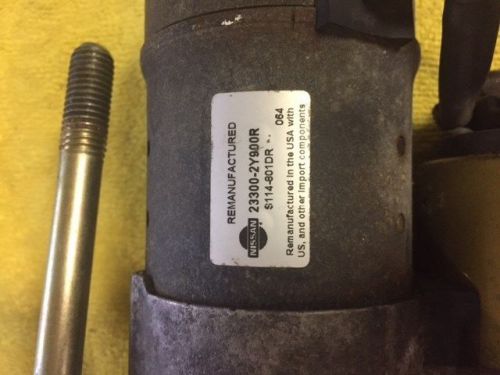 REMANUFACTURED
NISSAN
23300-2Y900R
S114-801DR
064
Remanufactured in the USA with
US, and other import components